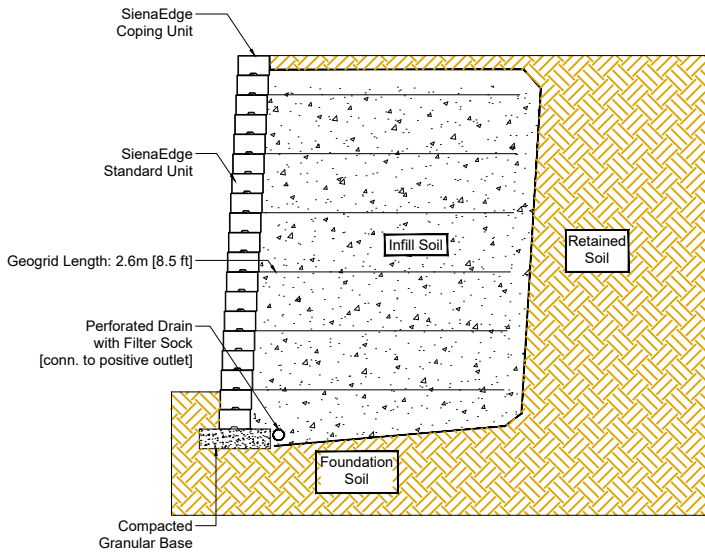 SienaEdge
Coping Unit
SienaEdge
Standard Unit
Infill Soil
Retained
Soil
Geogrid Length: 2.6m [8.5 ft]
Perforated Drain
with Filter Sock
[conn. to positive outlet]
Foundation
Soil
Compacted
Granular Base